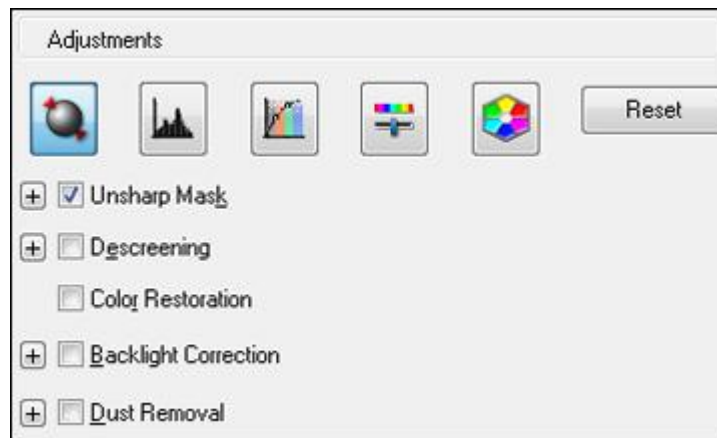 Adjustments
Reset
Unsharp Mask
Descreening
Color Restoration
Backlight Correction
Dust Removal